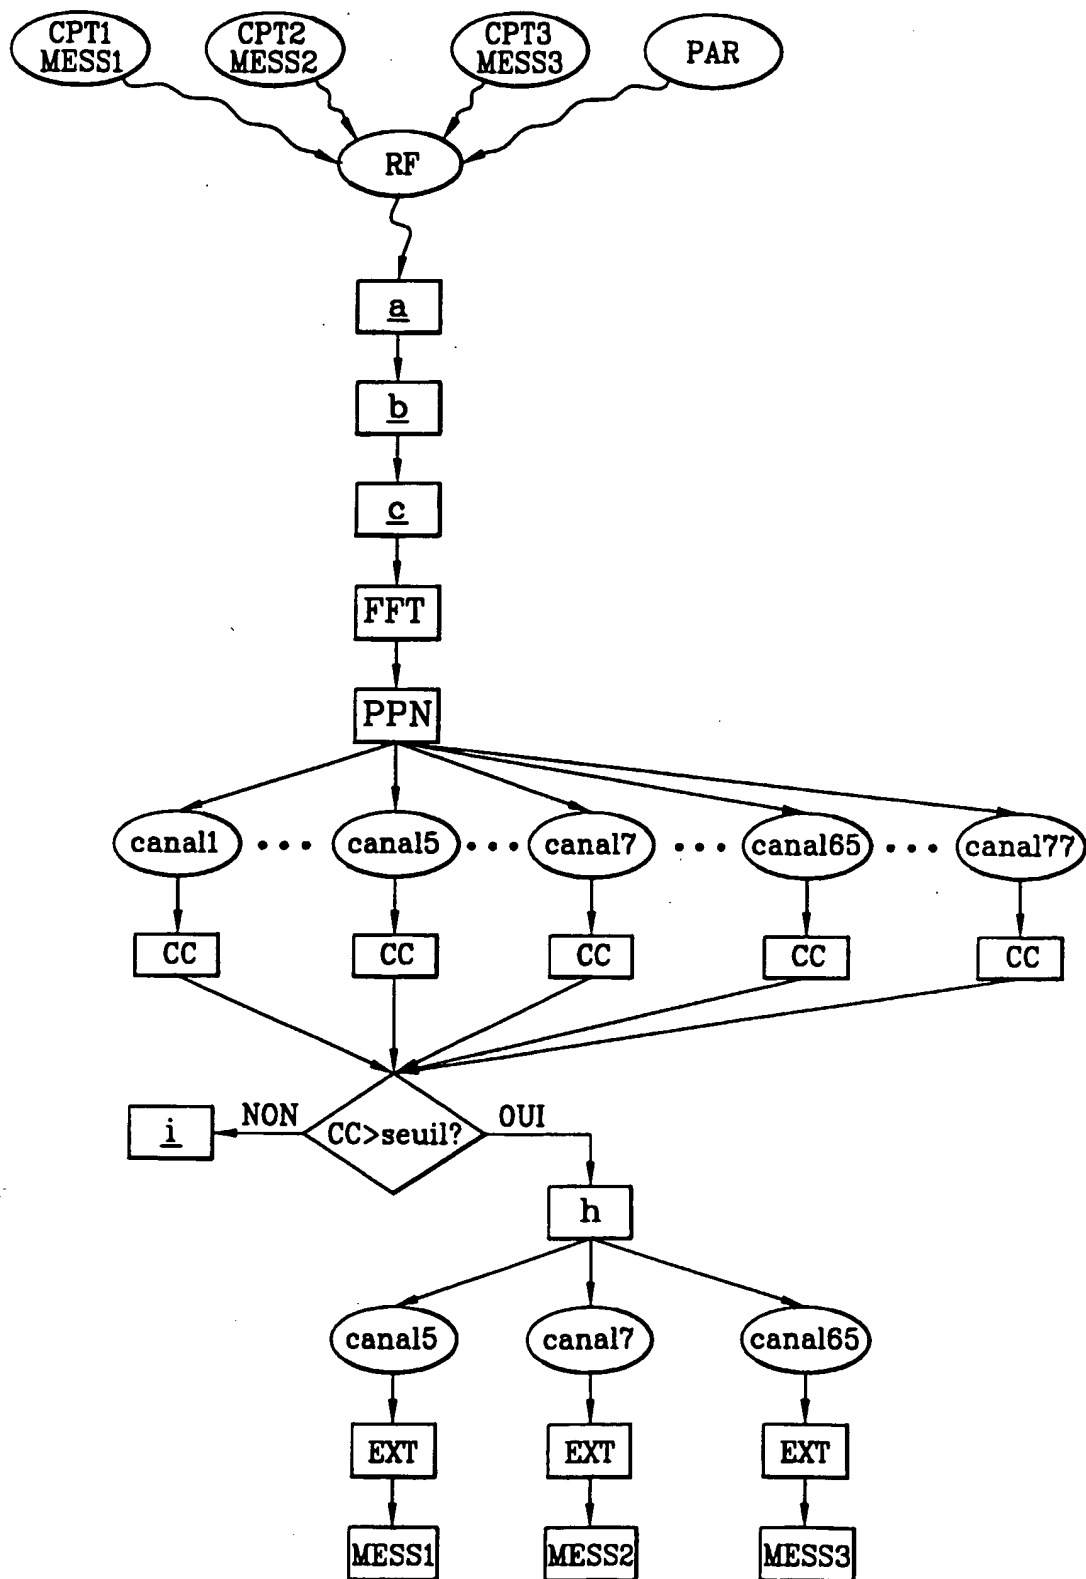 CPT1
MESS1
CPT2
MESS2
CPT3
MESS3
PAR
RF
a
b
c
FFT
PPN
canal1 ••• canal5 ••• canal7 ••• canal65 ••• canal77
CC CC CC CC CC
i
NON
CC>seuil?
OUI
h
canal5 canal7 canal65
EXT EXT EXT
MESS1 MESS2 MESS3